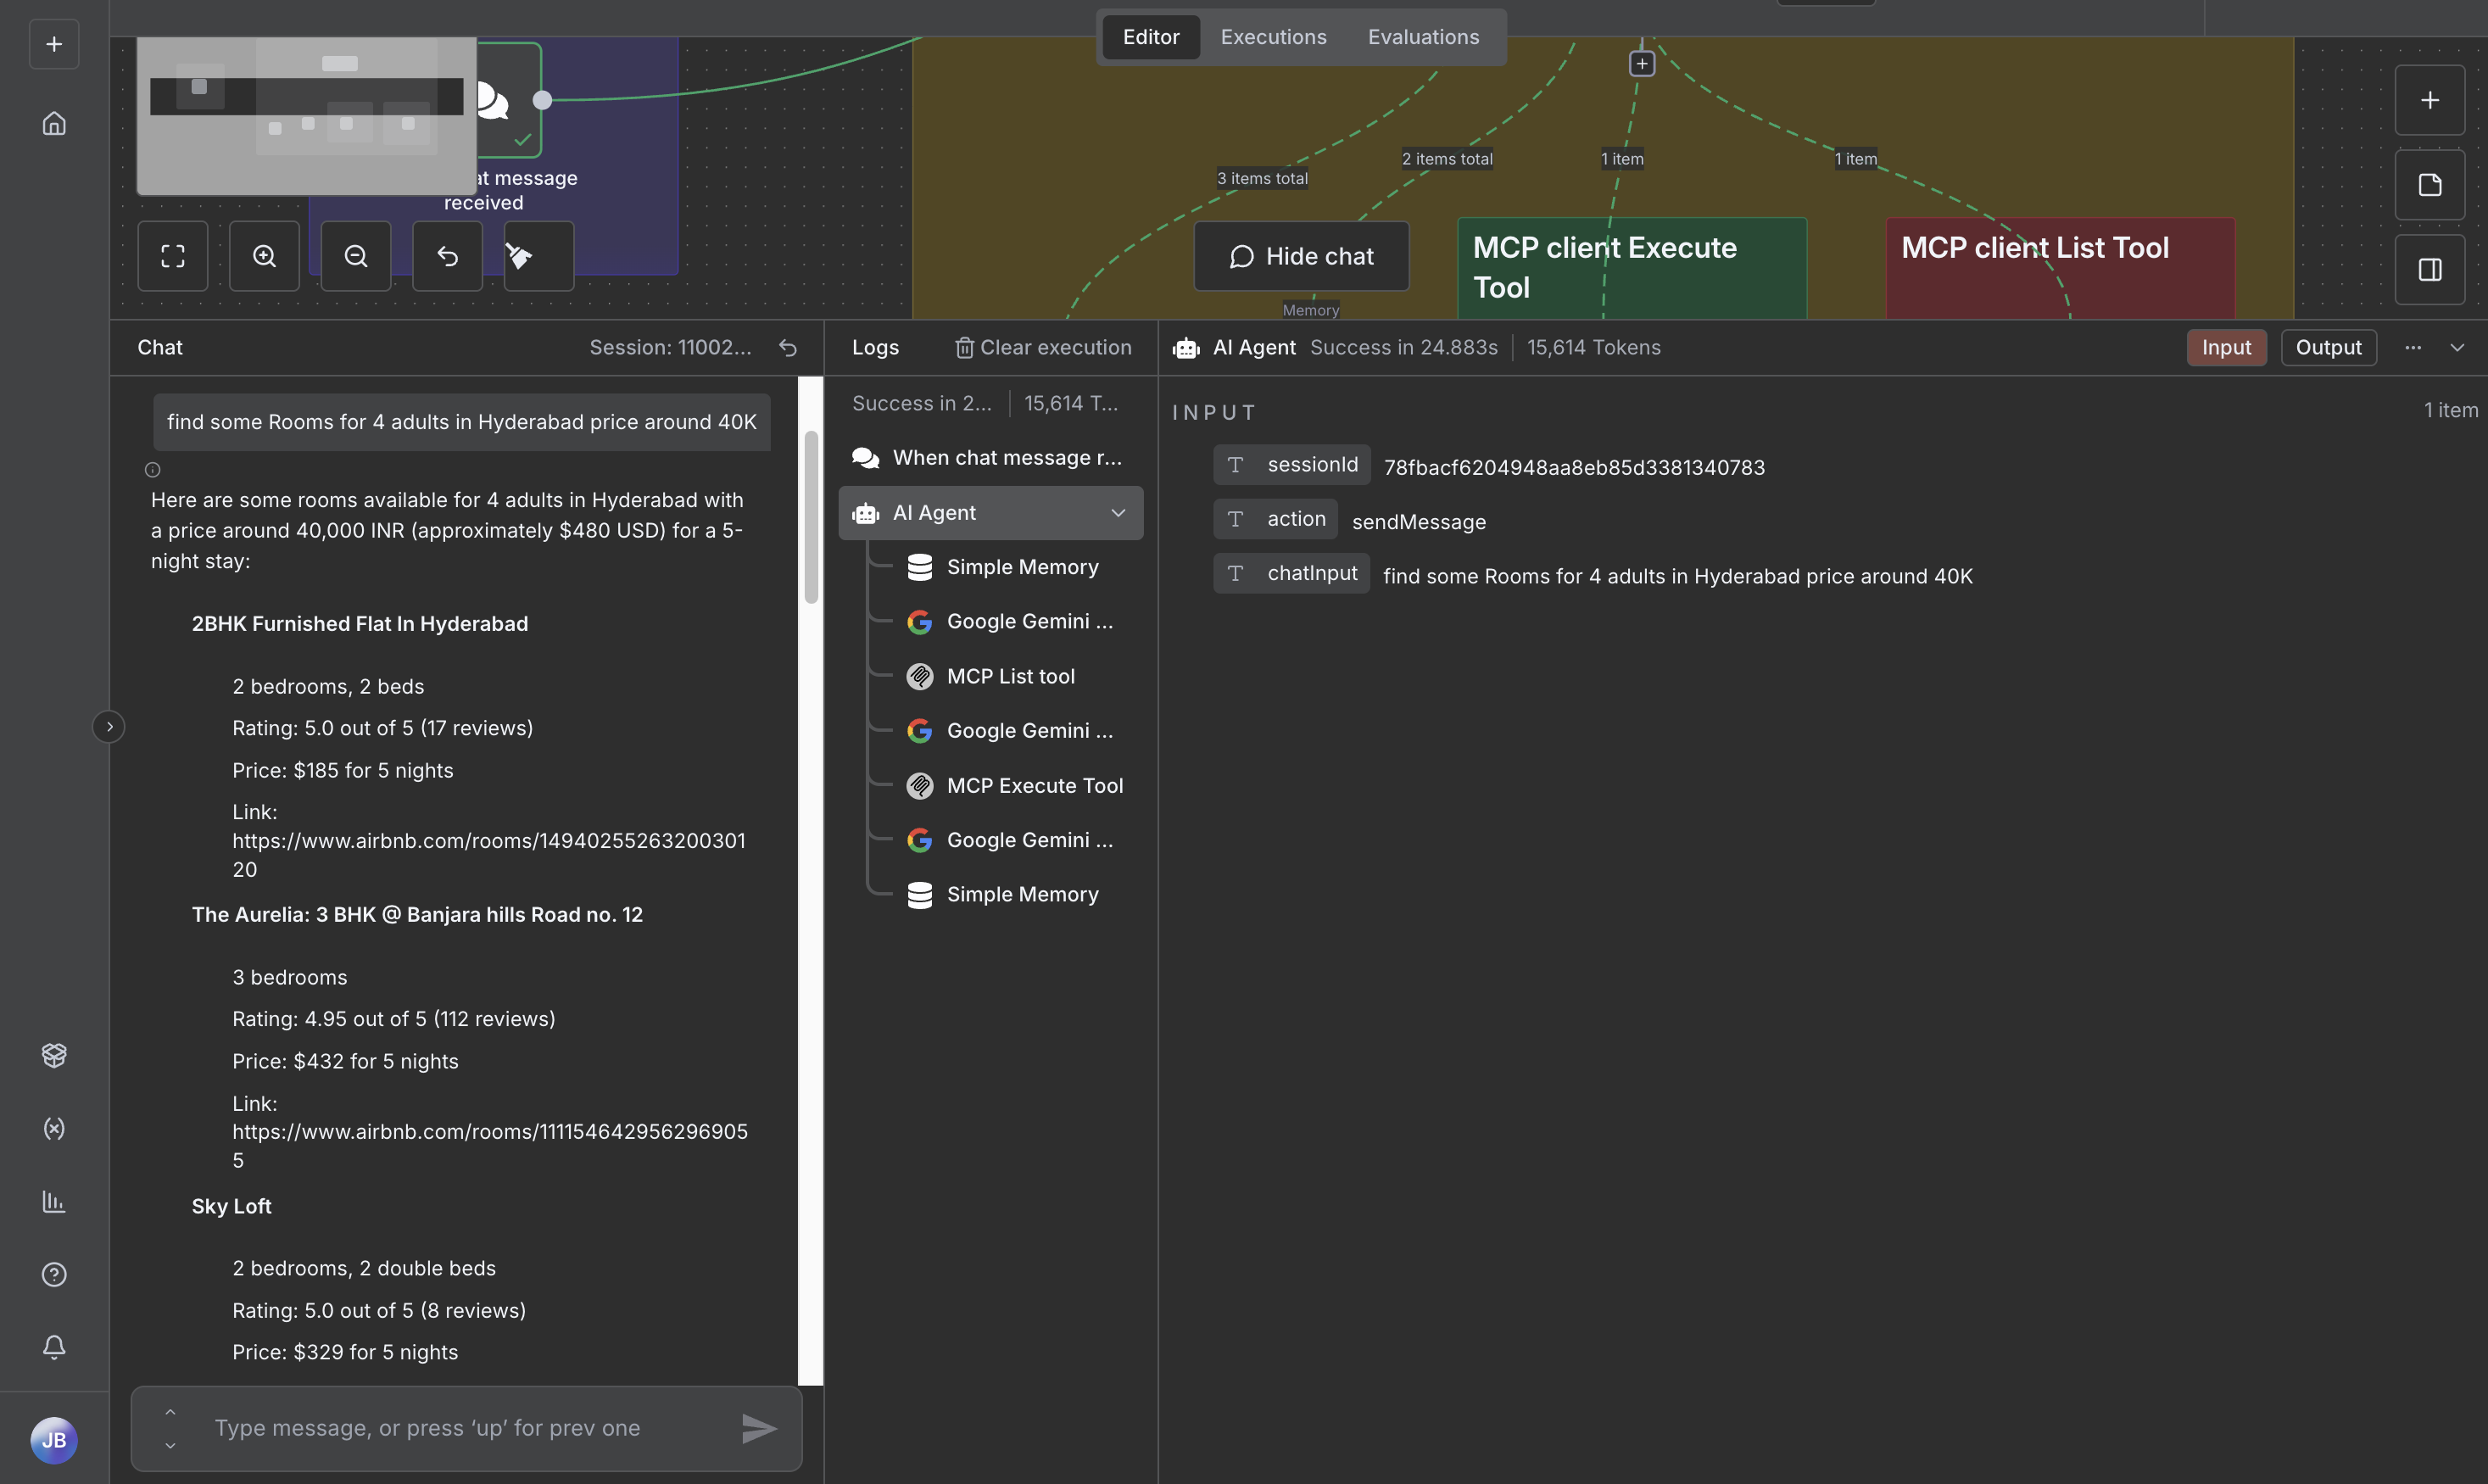 Editor
Executions
Evaluations
at message
received
3 items total
2 items total
1 item
1 item
Hide chat
Memory
MCP client Execute
Tool
MCP client List Tool
Chat
Session: 11002...
find some Rooms for 4 adults in Hyderabad price around 40K
Here are some rooms available for 4 adults in Hyderabad with
a price around 40,000 INR (approximately $480 USD) for a 5-
night stay:
2BHK Furnished Flat In Hyderabad
2 bedrooms, 2 beds
Rating: 5.0 out of 5 (17 reviews)
Price: $185 for 5 nights
Link:
https://www.airbnb.com/rooms/14940255263200301
20
The Aurelia: 3 BHK @ Banjara hills Road no. 12
3 bedrooms
Rating: 4.95 out of 5 (112 reviews)
Price: $432 for 5 nights
Link:
https://www.airbnb.com/rooms/111154642956296905
5
Sky Loft
2 bedrooms, 2 double beds
Rating: 5.0 out of 5 (8 reviews)
Price: $329 for 5 nights
Type message, or press ‘up’ for prev one
JB
Logs
Clear execution
Success in 2...
15,614 T...
When chat message r...
AI Agent
Simple Memory
Google Gemini ...
MCP List tool
Google Gemini ...
MCP Execute Tool
Google Gemini ...
Simple Memory
AI Agent
Success in 24.883s
15,614 Tokens
Input
Output
INPUT
1 item
T sessionId 78fbacf6204948aa8eb85d3381340783
T action sendMessage
T chatInput find some Rooms for 4 adults in Hyderabad price around 40K